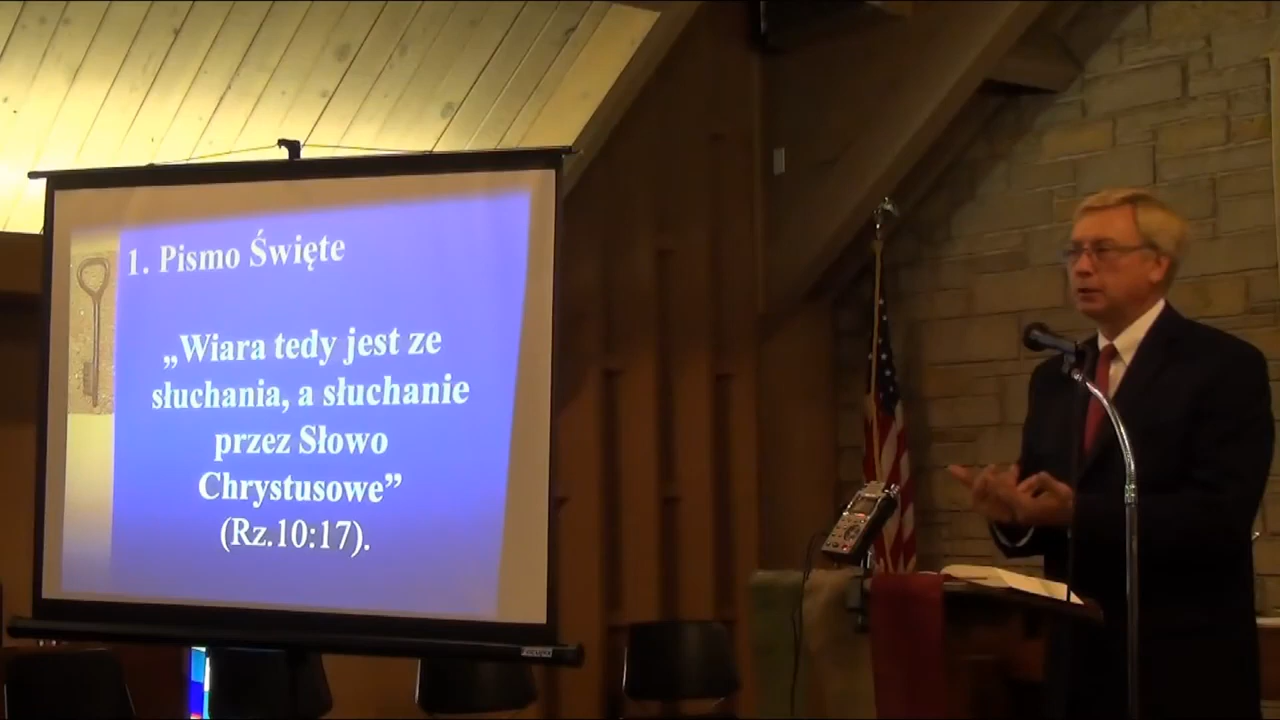 1. Pismo Święte
„Wiara tedy jest ze
słuchania, a słuchanie
przez Słowo
Chrystusowe”
(Rz.10:17).